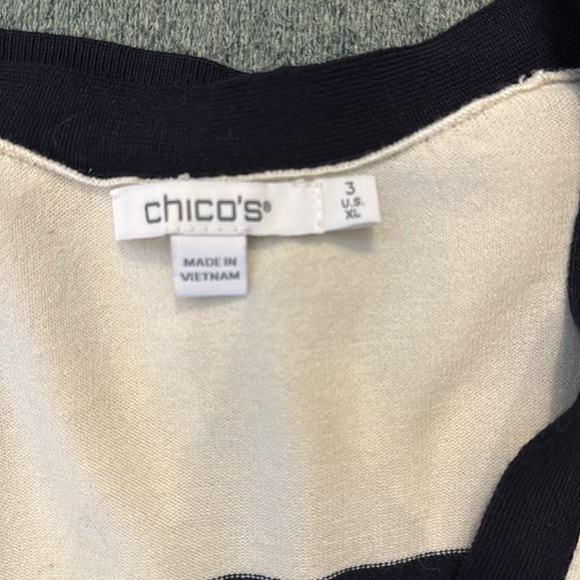 chico's®
3
U.S.
XL
MADE IN
VIETNAM